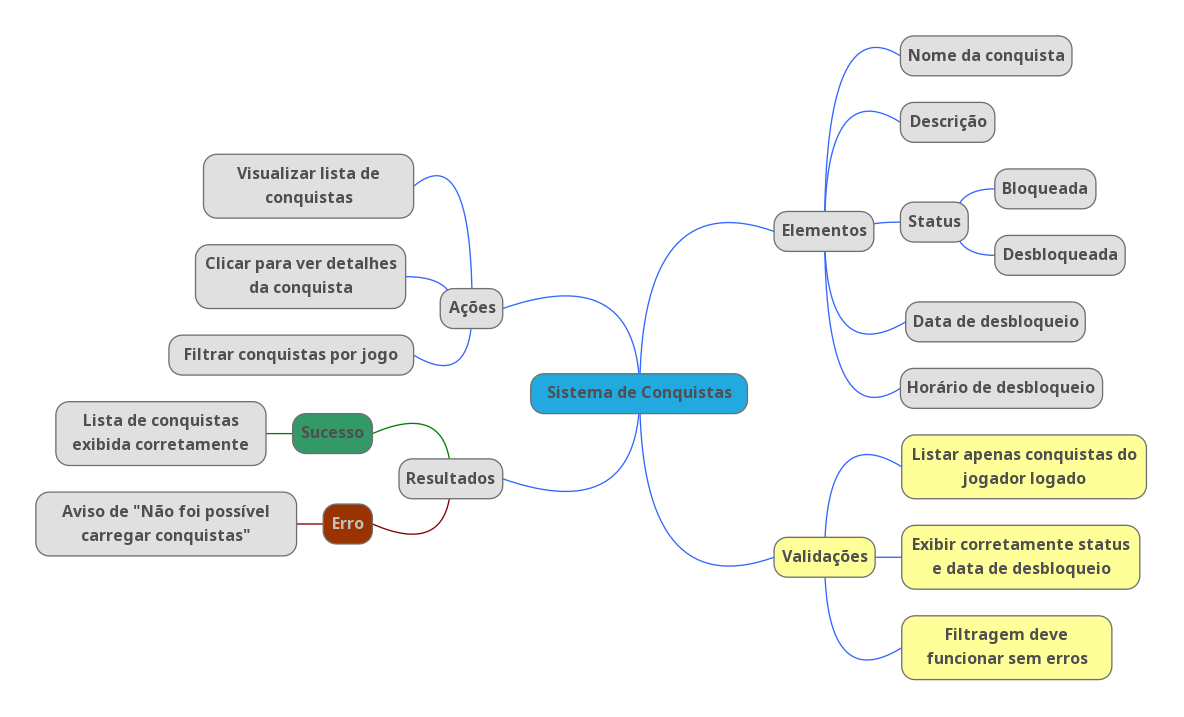 Sistema de Conquistas
Elementos
Nome da conquista
Descrição
Status
Bloqueada
Desbloqueada
Data de desbloqueio
Horário de desbloqueio
Validações
Listar apenas conquistas do
jogador logado
Exibir corretamente status
e data de desbloqueio
Filtragem deve
funcionar sem erros
Ações
Visualizar lista de
conquistas
Clicar para ver detalhes
da conquista
Filtrar conquistas por jogo
Resultados
Sucesso
Lista de conquistas
exibida corretamente
Erro
Aviso de "Não foi possível
carregar conquistas"